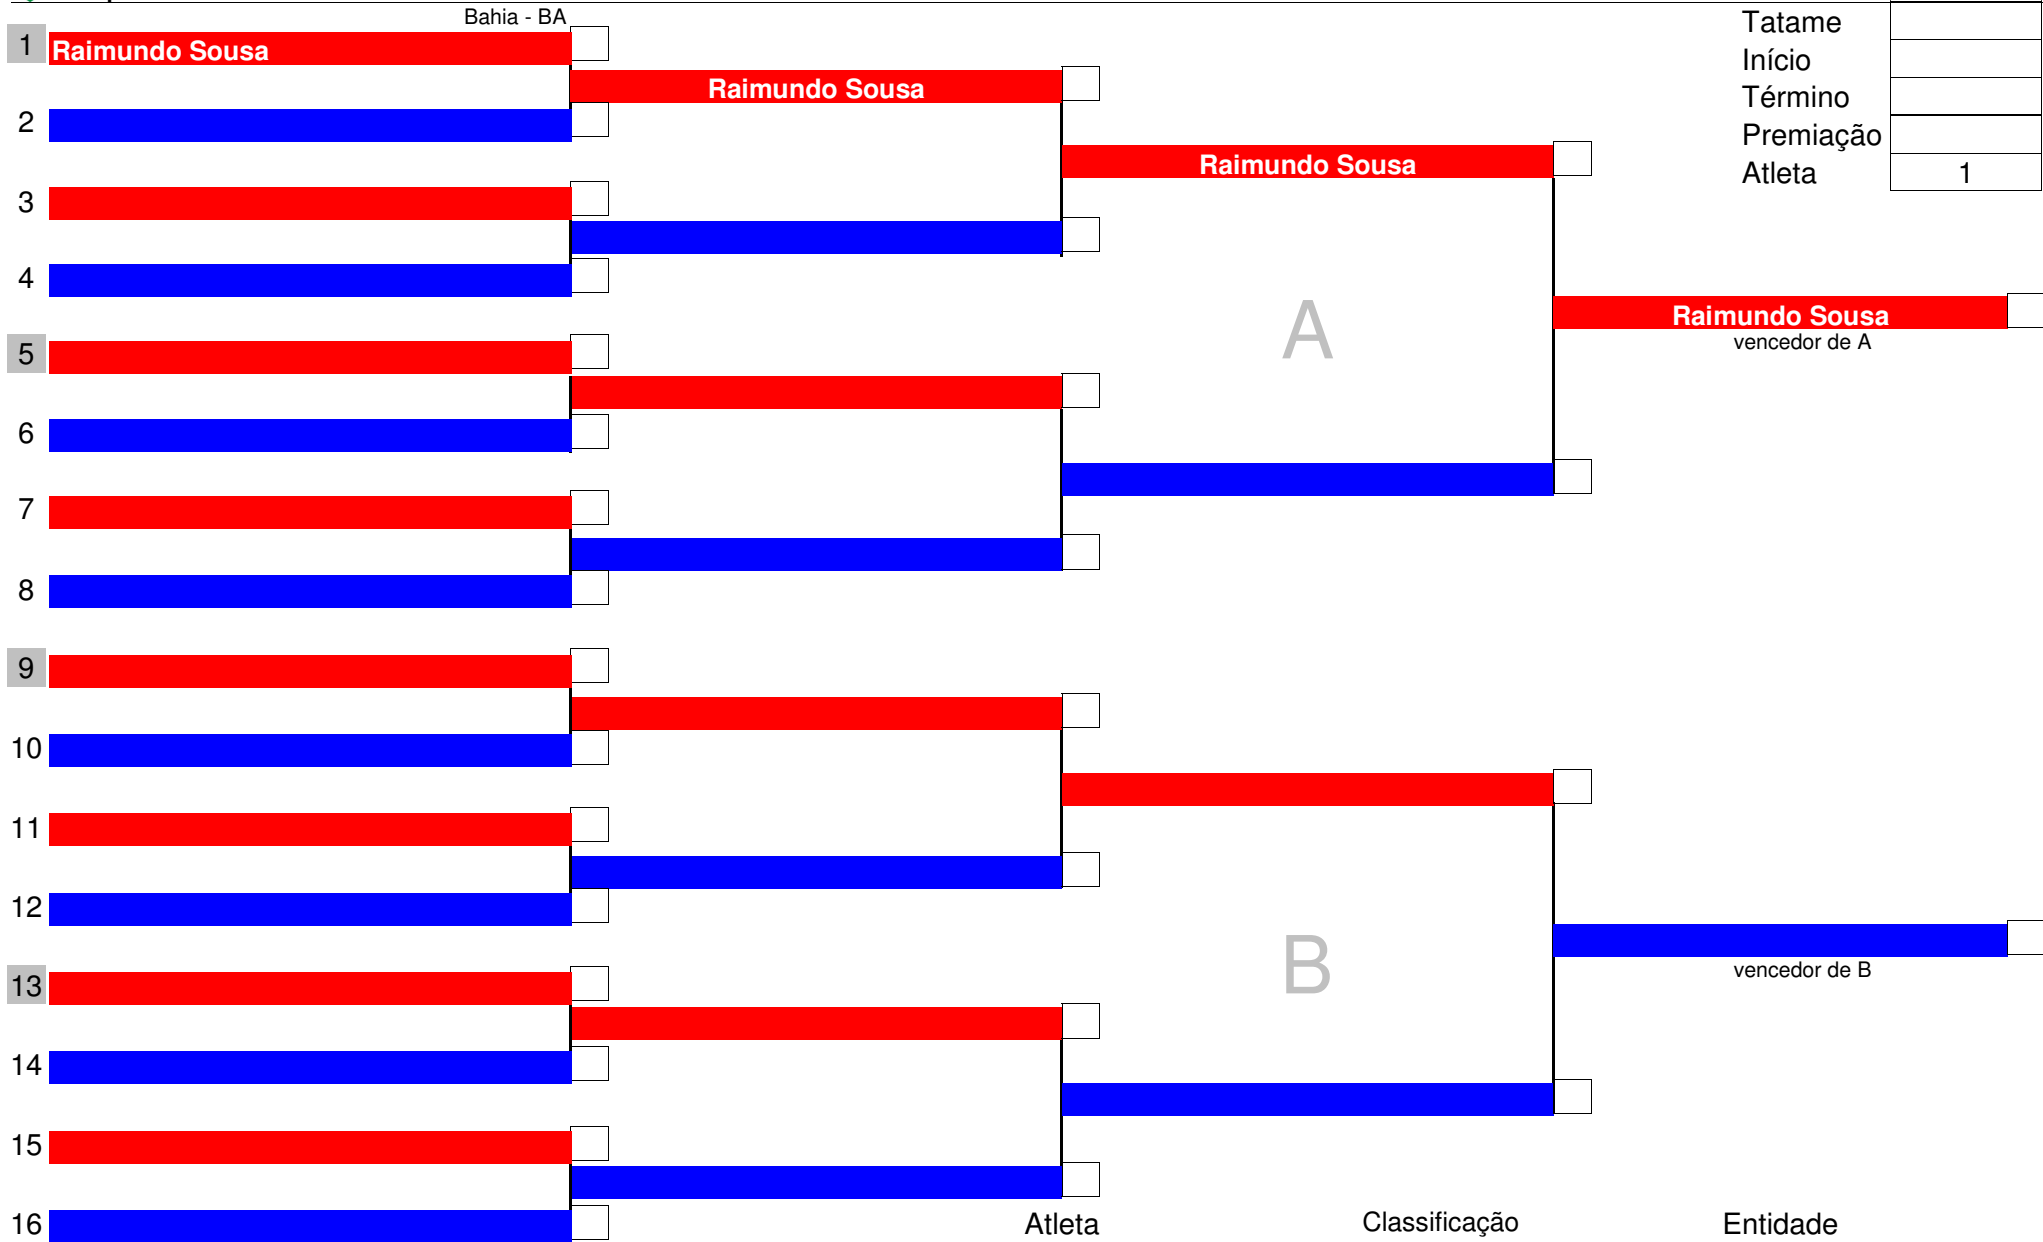 Bahia - BA
Tatame
1 Raimundo Sousa
Início
Raimundo Sousa
Término
2
Premiação
Raimundo Sousa
Atleta 1
3
4
A
Raimundo Sousa
vencedor de A
5
6
7
8
9
10
11
12
B
vencedor de B
13
14
15
16
Atleta Classificação Entidade